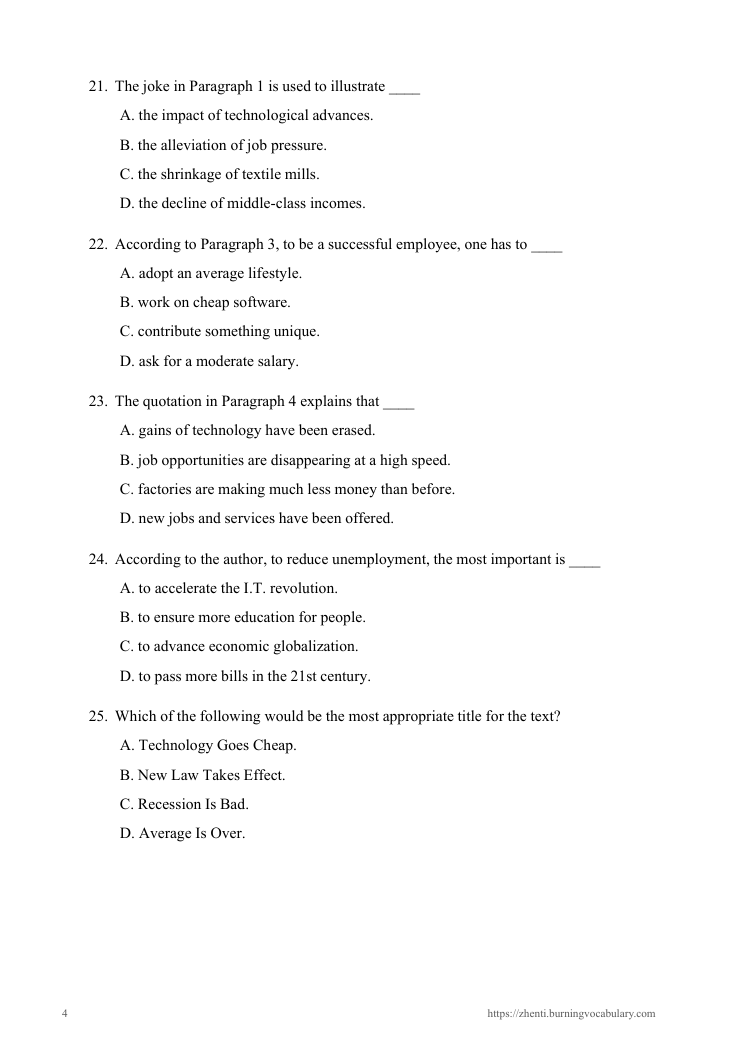 21. The joke in Paragraph 1 is used to illustrate ____
A. the impact of technological advances.
B. the alleviation of job pressure.
C. the shrinkage of textile mills.
D. the decline of middle-class incomes.
22. According to Paragraph 3, to be a successful employee, one has to ____
A. adopt an average lifestyle.
B. work on cheap software.
C. contribute something unique.
D. ask for a moderate salary.
23. The quotation in Paragraph 4 explains that ____
A. gains of technology have been erased.
B. job opportunities are disappearing at a high speed.
C. factories are making much less money than before.
D. new jobs and services have been offered.
24. According to the author, to reduce unemployment, the most important is ____
A. to accelerate the I.T. revolution.
B. to ensure more education for people.
C. to advance economic globalization.
D. to pass more bills in the 21st century.
25. Which of the following would be the most appropriate title for the text?
A. Technology Goes Cheap.
B. New Law Takes Effect.
C. Recession Is Bad.
D. Average Is Over.
4 https://zhenti.burningvocabulary.com